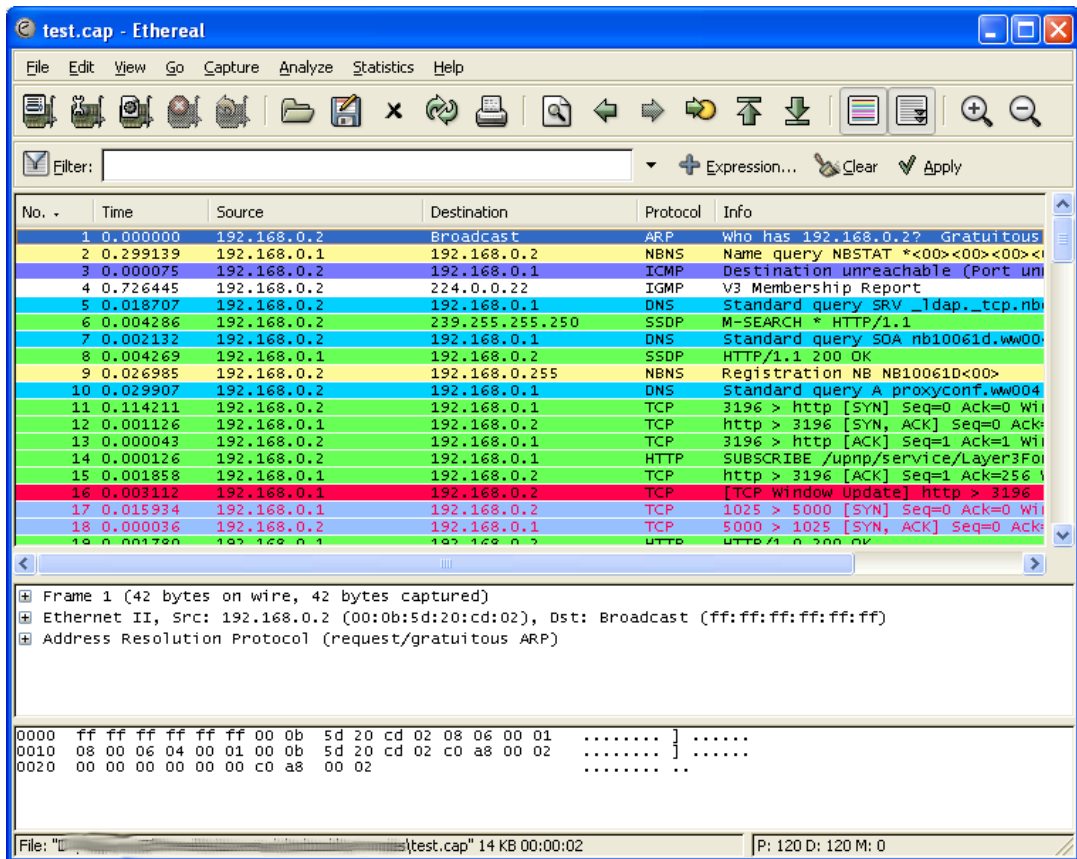 test.cap - Ethereal
File Edit View Go Capture Analyze Statistics Help
Filter: Expression... Clear Apply
No. Time Source Destination Protocol Info
1 0.000000 192.168.0.2 Broadcast ARP Who has 192.168.0.2? Gratuitous
2 0.299139 192.168.0.1 192.168.0.2 NBNS Name query NBSTAT *<00><00><00><
3 0.000075 192.168.0.2 192.168.0.1 ICMP Destination unreachable (Port un
4 0.726445 192.168.0.2 224.0.0.22 IGMP V3 Membership Report
5 0.018707 192.168.0.2 192.168.0.1 DNS Standard query SRV _ldap._tcp.nb
6 0.004286 192.168.0.2 239.255.255.250 SSDP M-SEARCH * HTTP/1.1
7 0.002132 192.168.0.2 192.168.0.1 DNS Standard query SOA nb10061d.ww00
8 0.004269 192.168.0.1 192.168.0.2 SSDP HTTP/1.1 200 OK
9 0.026985 192.168.0.2 192.168.0.255 NBNS Registration NB NB10061D<00>
10 0.029907 192.168.0.2 192.168.0.1 DNS Standard query A proxyconf.ww004
11 0.114211 192.168.0.2 192.168.0.1 TCP 3196 > http [SYN] Seq=0 Ack=0 Wi
12 0.001126 192.168.0.1 192.168.0.2 TCP http > 3196 [SYN, ACK] Seq=0 Ack=
13 0.000043 192.168.0.2 192.168.0.1 TCP 3196 > http [ACK] Seq=1 Ack=1 Wi
14 0.000126 192.168.0.2 192.168.0.1 HTTP SUBSCRIBE /upnp/service/Layer3Fo
15 0.001858 192.168.0.1 192.168.0.2 TCP http > 3196 [ACK] Seq=1 Ack=256
16 0.003112 192.168.0.1 192.168.0.2 TCP [TCP Window Update] http > 3196
17 0.015934 192.168.0.1 192.168.0.2 TCP 1025 > 5000 [SYN] Seq=0 Ack=0 Wi
18 0.000036 192.168.0.2 192.168.0.1 TCP 5000 > 1025 [SYN, ACK] Seq=0 Ack=
19 0.001780 192.168.0.1 192.168.0.2 HTTP HTTP/1.0 200 OK
Frame 1 (42 bytes on wire, 42 bytes captured)
Ethernet II, Src: 192.168.0.2 (00:0b:5d:20:cd:02), Dst: Broadcast (ff:ff:ff:ff:ff:ff)
Address Resolution Protocol (request/gratuitous ARP)
0000 ff ff ff ff ff ff 00 0b 5d 20 cd 02 08 06 00 01 ........ ] ......
0010 08 00 06 04 00 01 00 0b 5d 20 cd 02 c0 a8 00 02 ........ ] ......
0020 00 00 00 00 00 00 c0 a8 00 02 ........ ..
File: " \test.cap" 14 KB 00:00:02 P: 120 D: 120 M: 0